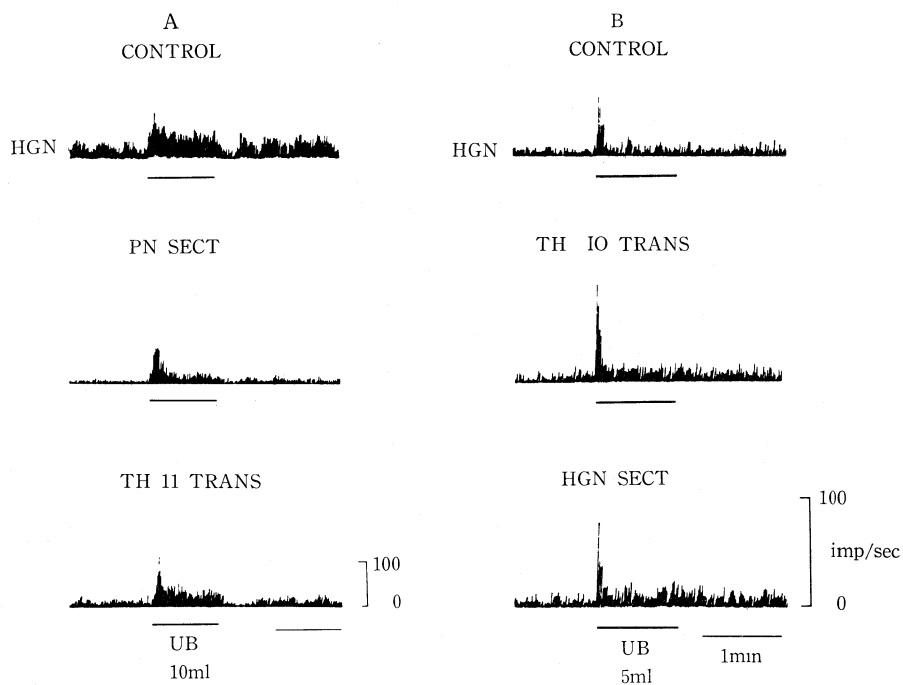 A
CONTROL
HGN
PN SECT
TH 11 TRANS
100
0
UB
10ml
B
CONTROL
HGN
TH IO TRANS
HGN SECT
100
imp/sec
0
UB
5ml
1min